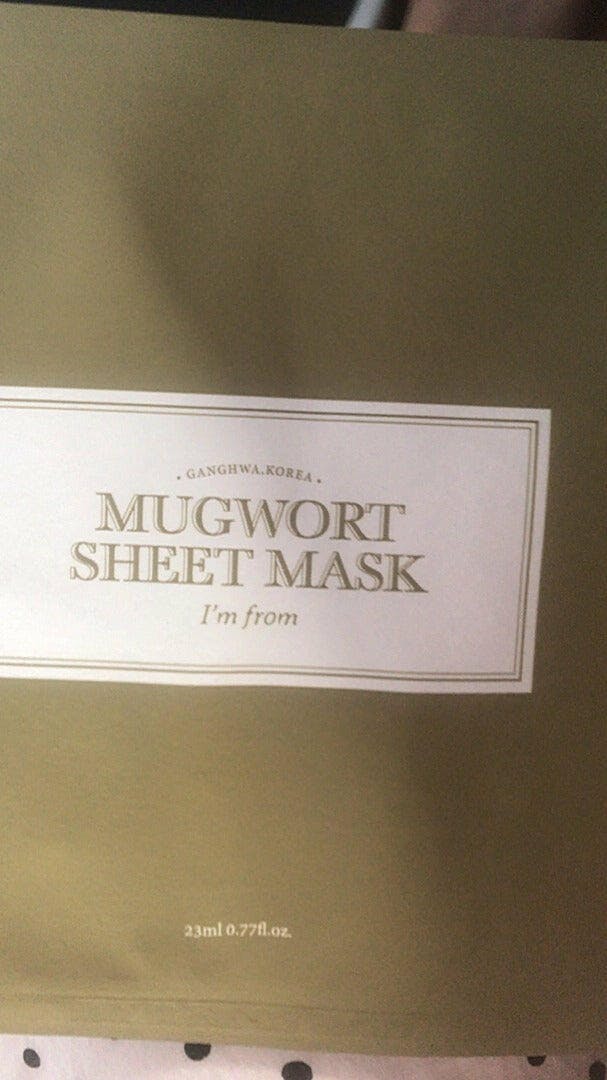 . GANGHWA.KOREA .
MUGWORT
SHEET MASK
I'm from
23ml 0.77fl.oz.